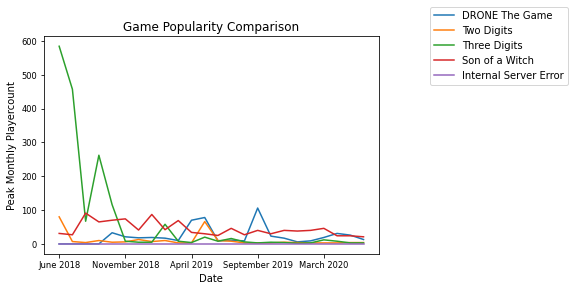 Game Popularity Comparison
DRONE The Game
Two Digits
Three Digits
Son of a Witch
Internal Server Error
Peak Monthly Playercount
600
500
400
300
200
100
0
June 2018 November 2018 April 2019 September 2019 March 2020
Date